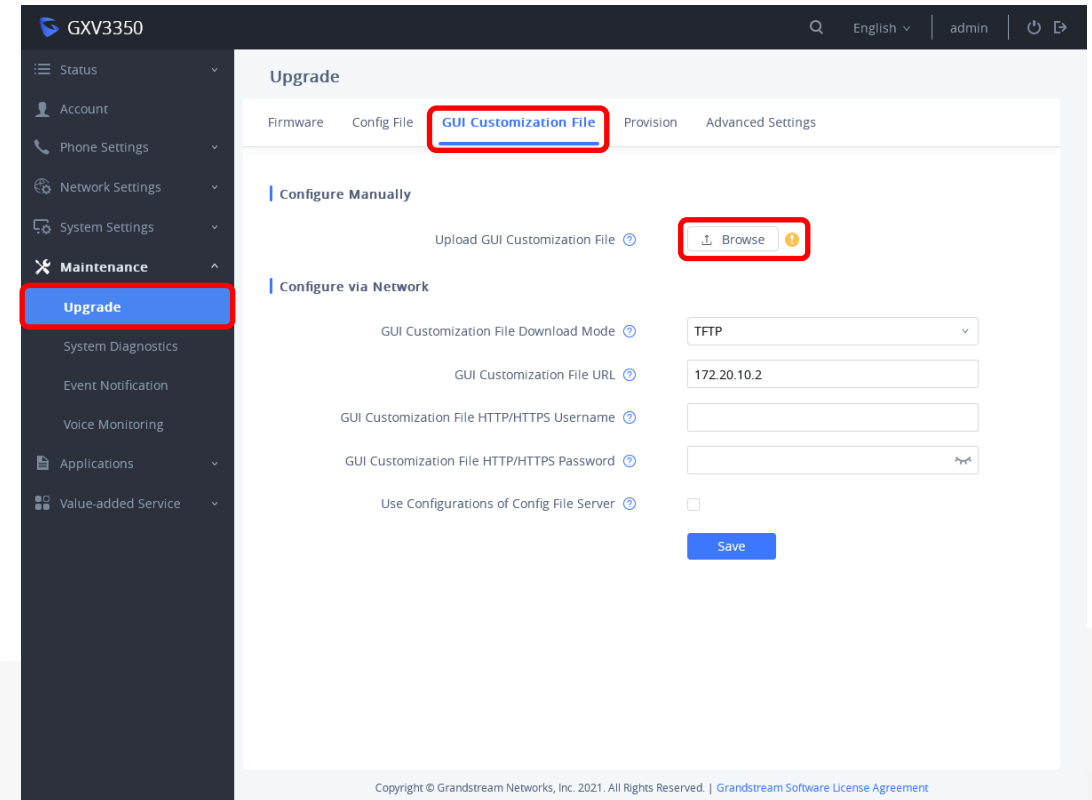 GXV3350
English
admin
Status
Account
Phone Settings
Network Settings
System Settings
Maintenance
Upgrade
System Diagnostics
Event Notification
Voice Monitoring
Applications
Value-added Service
Upgrade
Firmware Config File GUI Customization File Provision Advanced Settings
Configure Manually
Upload GUI Customization File ? Browse !
Configure via Network
GUI Customization File Download Mode ? TFTP
GUI Customization File URL ? 172.20.10.2
GUI Customization File HTTP/HTTPS Username ?
GUI Customization File HTTP/HTTPS Password ?
Use Configurations of Config File Server ?
Save
Copyright © Grandstream Networks, Inc. 2021. All Rights Reserved. | Grandstream Software License Agreement